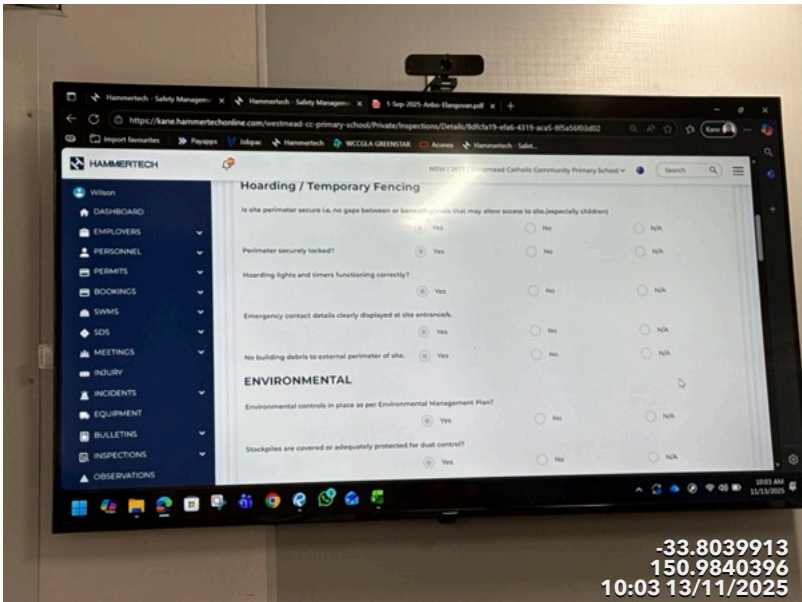 Hammertech - Safety Managem
Hammertech - Safety Managem
1-Sep-2025-Anbo-Elangovan.pdf
https://kane.hammertechonline.com/westmead-cc-primary-school/Private/Inspections/Details/
Kane
Import favourites
Payapps
Jobpac
Hammertech
WCCGLA GREENSTAR
Aconex
Hammertech - Safet...
HAMMERTECH
NSW
Catholic Community Primary School
Search
Wilson
DASHBOARD
EMPLOYERS
PERSONNEL
PERMITS
BOOKINGS
SWMS
SDS
MEETINGS
INJURY
INCIDENTS
EQUIPMENT
BULLETINS
INSPECTIONS
OBSERVATIONS
Hoarding / Temporary Fencing
Is site perimeter secure i.e. no gaps between or beneath panels that may allow access to site.(especially children)
Yes No N/A
Perimeter securely locked?
Yes No N/A
Hoarding lights and timers functioning correctly?
Yes No N/A
Emergency contact details clearly displayed at site entrance/s.
Yes No N/A
No building debris to external perimeter of site.
Yes No N/A
ENVIRONMENTAL
Environmental controls in place as per Environmental Management Plan?
Yes No N/A
Stockpiles are covered or adequately protected for dust control?
Yes No N/A
10:03 AM
11/13/2025
-33.8039913
150.9840396
10:03 13/11/2025